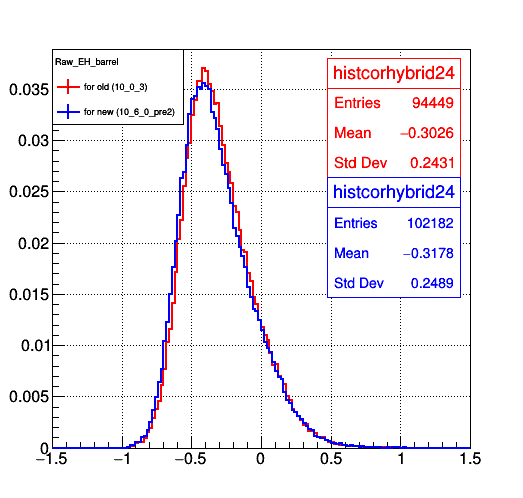 Raw_EH_barrel
for old (10_0_3)
for new (10_6_0_pre2)
histcorhybrid24
Entries 94449
Mean −0.3026
Std Dev 0.2431
histcorhybrid24
Entries 102182
Mean −0.3178
Std Dev 0.2489
0.035
0.03
0.025
0.02
0.015
0.01
0.005
0
−1.5 −1 −0.5 0 0.5 1 1.5